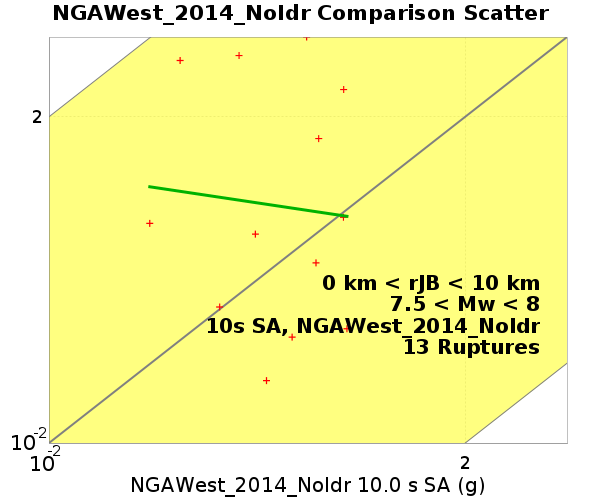 NGAWest_2014_NoIdr Comparison Scatter
2
0 km < rJB < 10 km
7.5 < Mw < 8
10s SA, NGAWest_2014_NoIdr
13 Ruptures
10-2
10-2
2
NGAWest_2014_NoIdr 10.0 s SA (g)